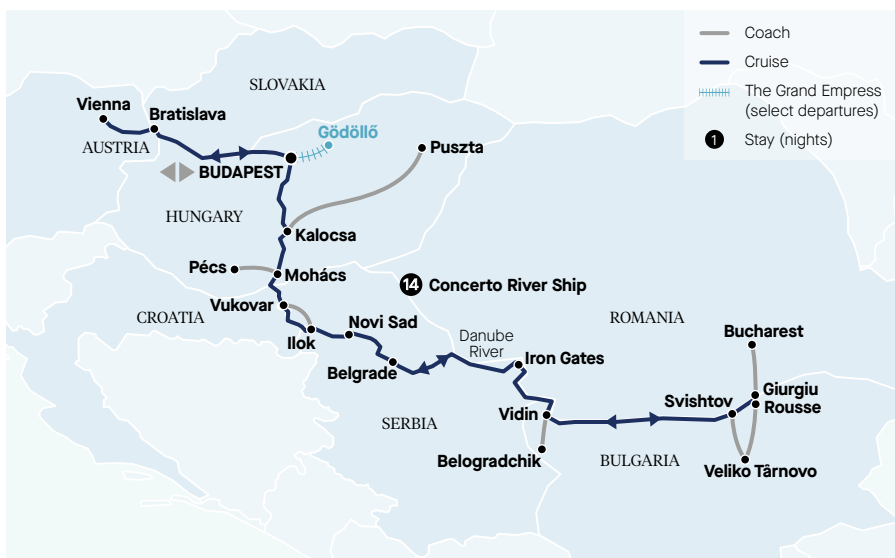 Coach
Cruise
The Grand Empress
(select departures)
1 Stay (nights)
SLOVAKIA
Vienna
Bratislava
Gödöllő
AUSTRIA
BUDAPEST
Puszta
HUNGARY
Kalocsa
Pécs
Mohács
14 Concerto River Ship
Vukovar
CROATIA
Ilok
Novi Sad
ROMANIA
Danube
River
Bucharest
Belgrade
Iron Gates
Giurgiu
Rousse
Svishtov
Vidin
SERBIA
Belogradchik
BULGARIA
Veliko Târnovo